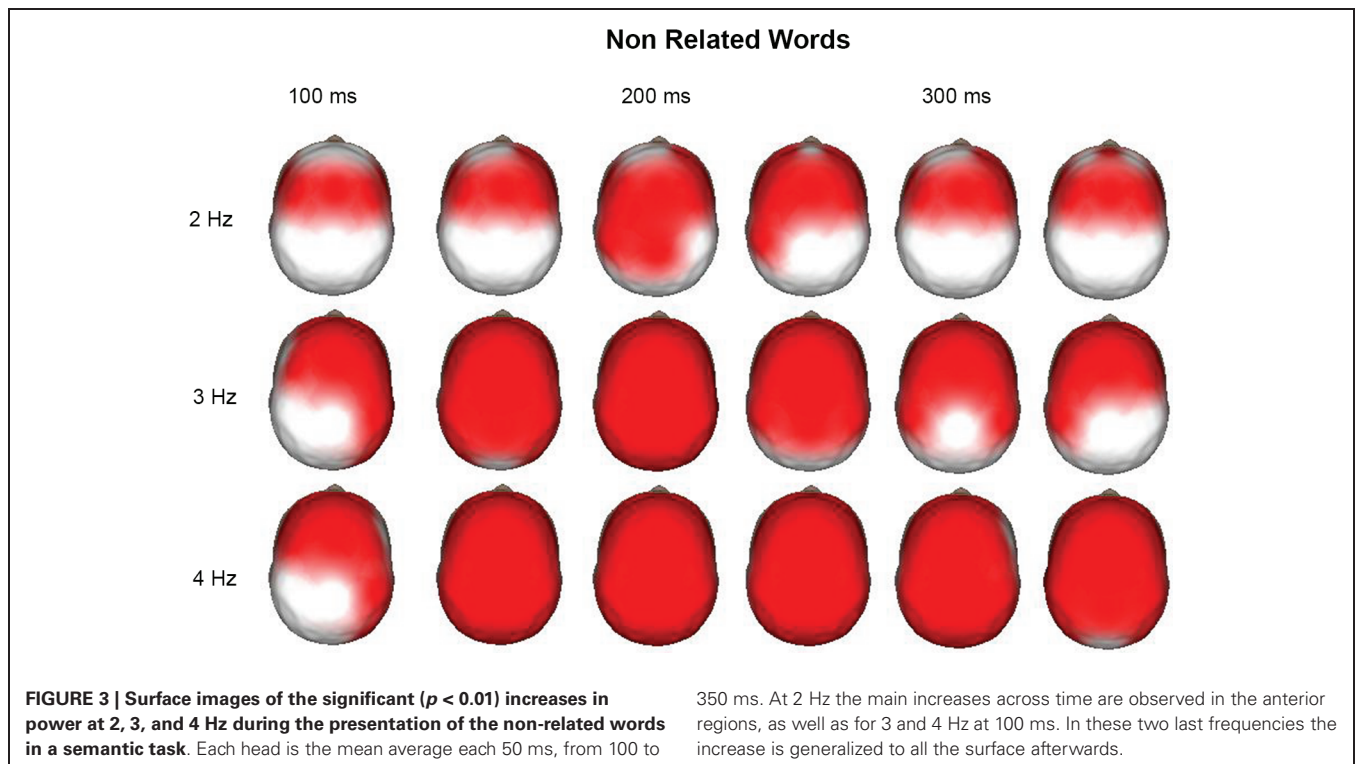 Non Related Words
100 ms 200 ms 300 ms
2 Hz
3 Hz
4 Hz
FIGURE 3 | Surface images of the significant (p < 0.01) increases in
power at 2, 3, and 4 Hz during the presentation of the non-related words
in a semantic task. Each head is the mean average each 50 ms, from 100 to
350 ms. At 2 Hz the main increases across time are observed in the anterior
regions, as well as for 3 and 4 Hz at 100 ms. In these two last frequencies the
increase is generalized to all the surface afterwards.